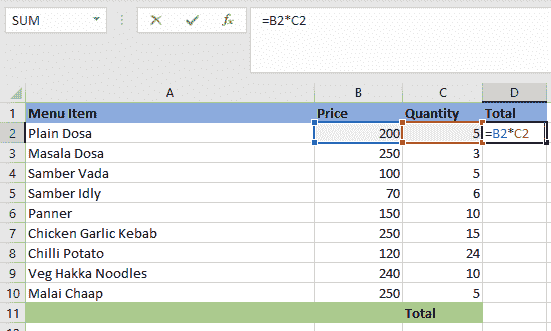 SUM fx =B2*C2
A B C D
1 Menu Item Price Quantity Total
2 Plain Dosa 200 5 =B2*C2
3 Masala Dosa 250 3
4 Samber Vada 100 5
5 Samber Idly 70 6
6 Panner 150 10
7 Chicken Garlic Kebab 250 15
8 Chilli Potato 120 24
9 Veg Hakka Noodles 240 10
10 Malai Chaap 250 5
11 Total